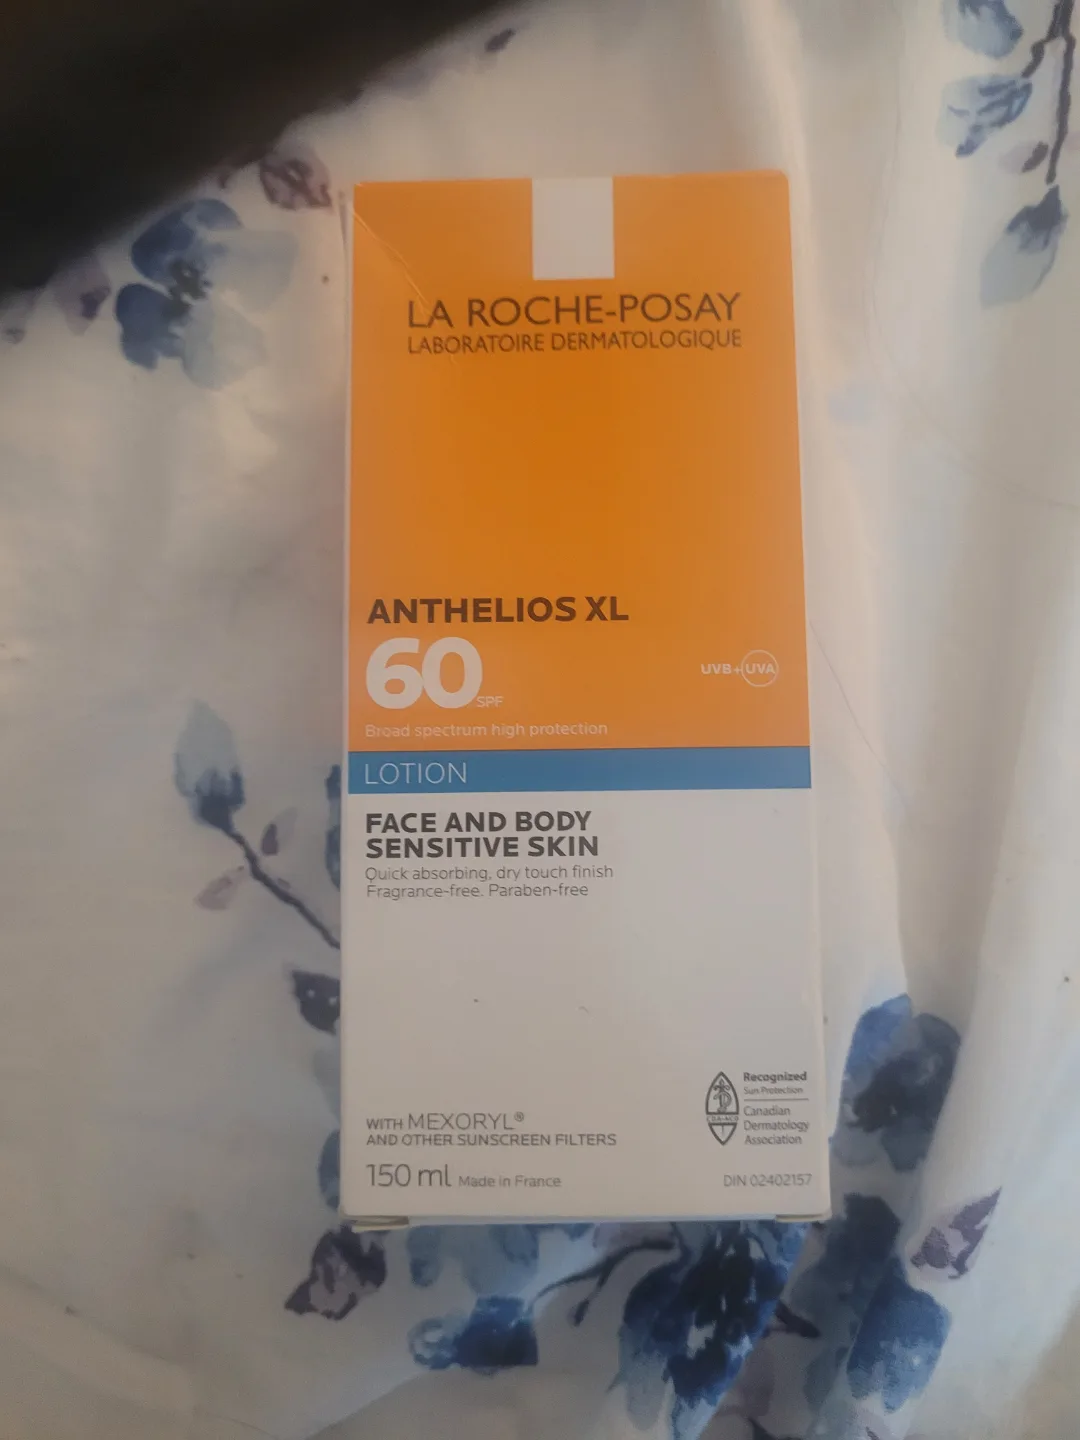 LA ROCHE-POSAY
LABORATOIRE DERMATOLOGIQUE
ANTHELIOS XL
60 SPF
UVB+UVA
Broad spectrum high protection
LOTION
FACE AND BODY
SENSITIVE SKIN
Quick absorbing, dry touch finish
Fragrance-free. Paraben-free
WITH MEXORYL®
AND OTHER SUNSCREEN FILTERS
150 ml Made in France
CDA-ACD
Recognized
Sun Protection
Canadian
Dermatology
Association
DIN 02402157